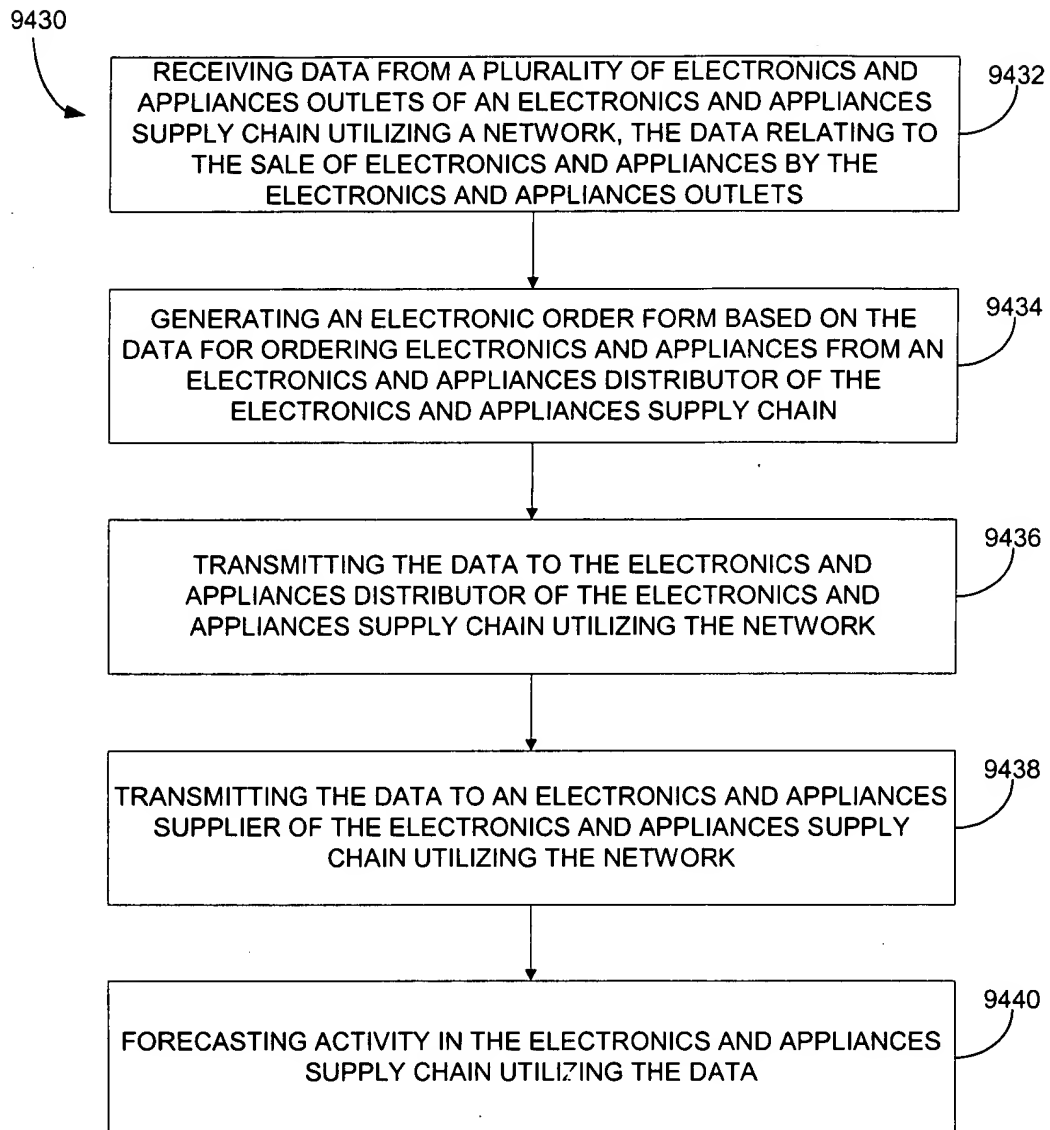 9430
RECEIVING DATA FROM A PLURALITY OF ELECTRONICS AND
APPLIANCES OUTLETS OF AN ELECTRONICS AND APPLIANCES
SUPPLY CHAIN UTILIZING A NETWORK, THE DATA RELATING TO
THE SALE OF ELECTRONICS AND APPLIANCES BY THE
ELECTRONICS AND APPLIANCES OUTLETS
9432
GENERATING AN ELECTRONIC ORDER FORM BASED ON THE
DATA FOR ORDERING ELECTRONICS AND APPLIANCES FROM AN
ELECTRONICS AND APPLIANCES DISTRIBUTOR OF THE
ELECTRONICS AND APPLIANCES SUPPLY CHAIN
9434
TRANSMITTING THE DATA TO THE ELECTRONICS AND
APPLIANCES DISTRIBUTOR OF THE ELECTRONICS AND
APPLIANCES SUPPLY CHAIN UTILIZING THE NETWORK
9436
TRANSMITTING THE DATA TO AN ELECTRONICS AND APPLIANCES
SUPPLIER OF THE ELECTRONICS AND APPLIANCES SUPPLY
CHAIN UTILIZING THE NETWORK
9438
FORECASTING ACTIVITY IN THE ELECTRONICS AND APPLIANCES
SUPPLY CHAIN UTILIZING THE DATA
9440